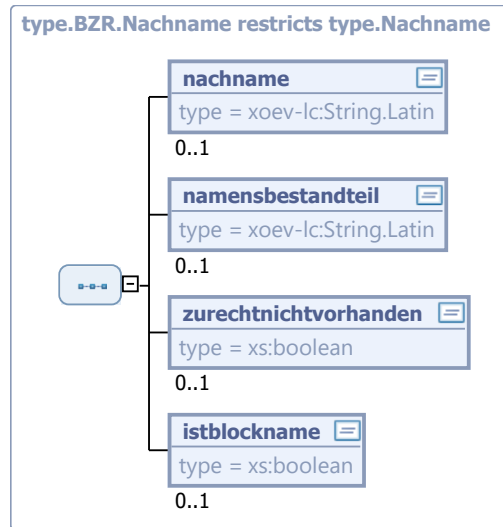 type.BZR.Nachname restricts type.Nachname
nachname
type = xoev-lc:String.Latin
0..1
namensbestandteil
type = xoev-lc:String.Latin
0..1
zurechtnichtvorhanden
type = xs:boolean
0..1
istblockname
type = xs:boolean
0..1